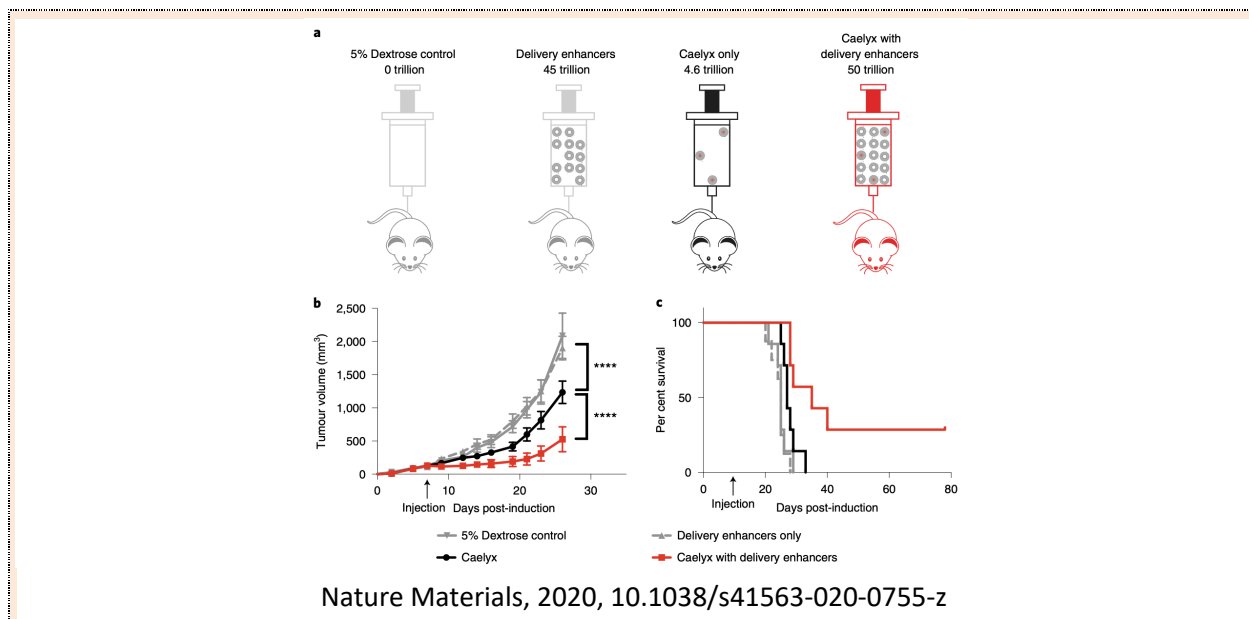 a
5% Dextrose control
0 trillion
Delivery enhancers
45 trillion
Caelyx only
4.6 trillion
Caelyx with
delivery enhancers
50 trillion
b
Tumour volume (mm³)
2,500
2,000
1,500
1,000
500
0
****
****
0 10 20 30
Injection
Days post-induction
c
Per cent survival
100
50
0
0 20 40 60 80
Injection
Days post-induction
5% Dextrose control
Delivery enhancers only
Caelyx
Caelyx with delivery enhancers
Nature Materials, 2020, 10.1038/s41563-020-0755-z